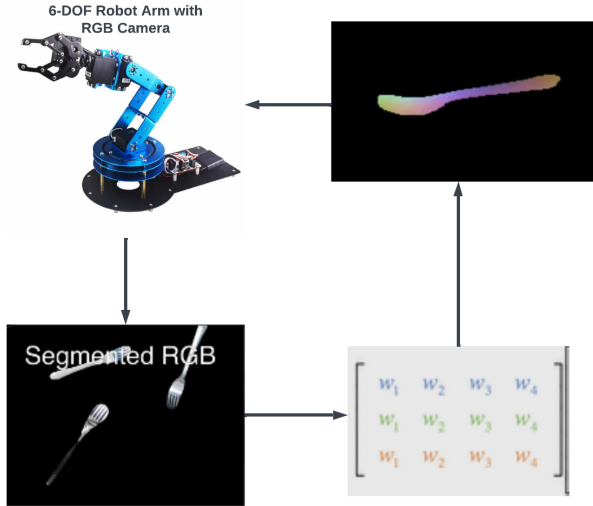 6-DOF Robot Arm with
RGB Camera
Segmented RGB
w₁ w₂ w₃ w₄
w₁ w₂ w₃ w₄
w₁ w₂ w₃ w₄